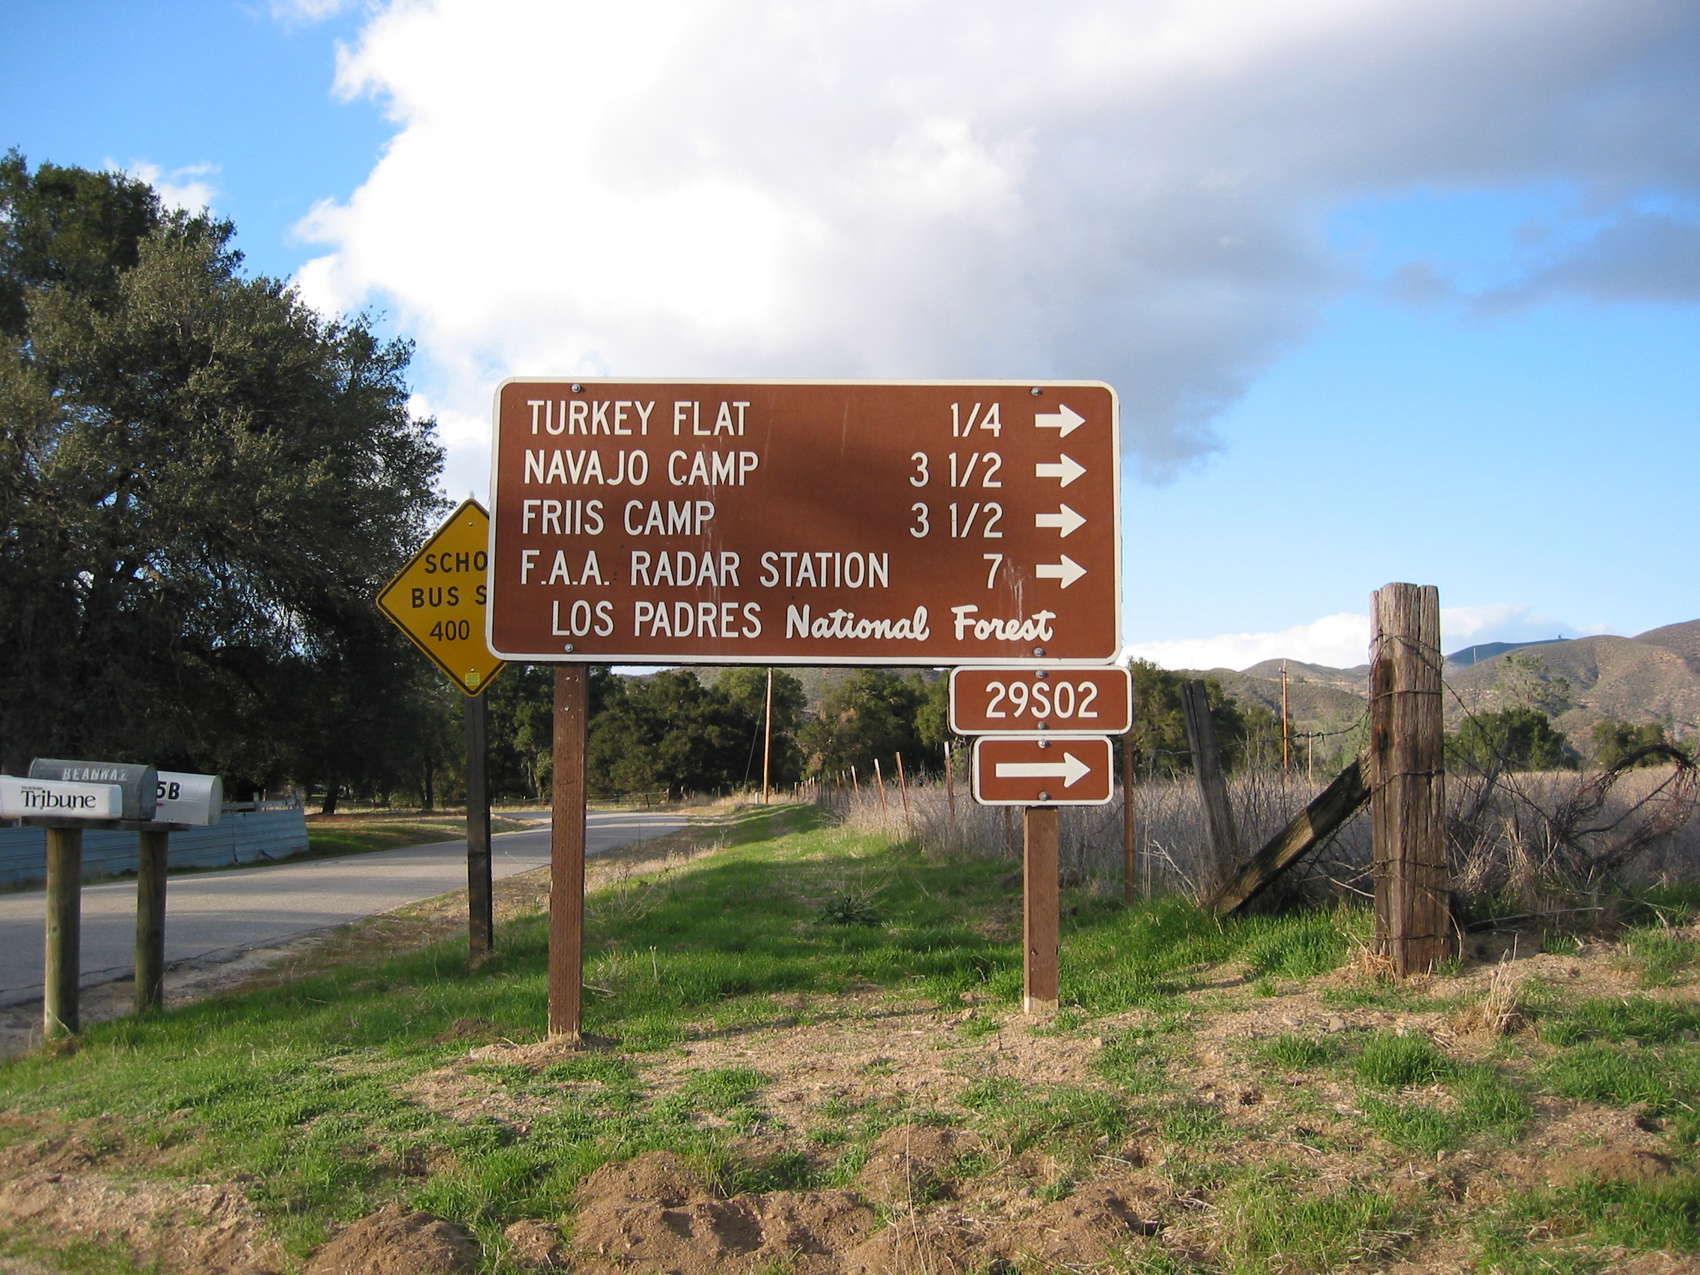 TURKEY FLAT 1/4
NAVAJO CAMP 3 1/2
FRIIS CAMP 3 1/2
F.A.A. RADAR STATION 7
LOS PADRES National Forest
29S02
SCHO
BUS S
400
Tribune
5B